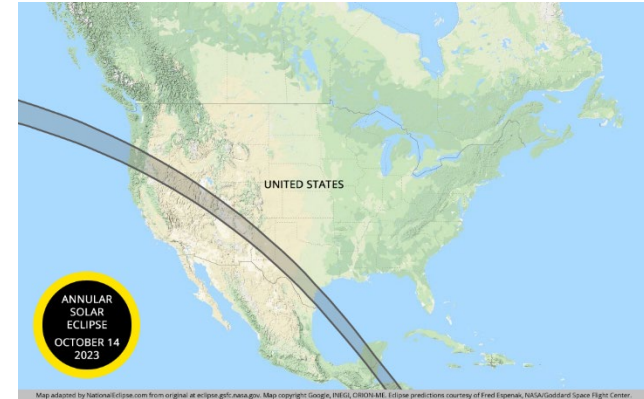 UNITED STATES
ANNULAR
SOLAR
ECLIPSE
OCTOBER 14
2023
Map adapted by NationalEclipse.com from original at eclipse.gsfc.nasa.gov. Map copyright Google, INEGI, ORION-ME. Eclipse predictions courtesy of Fred Espenak, NASA/Goddard Space Flight Center.